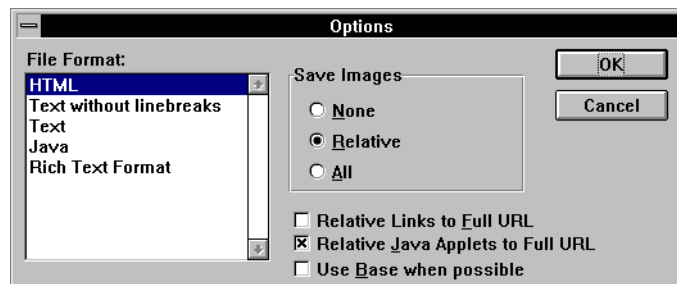 Options
File Format:
HTML
Text without linebreaks
Text
Java
Rich Text Format
Save Images
None
Relative
All
Relative Links to Full URL
Relative Java Applets to Full URL
Use Base when possible
OK
Cancel